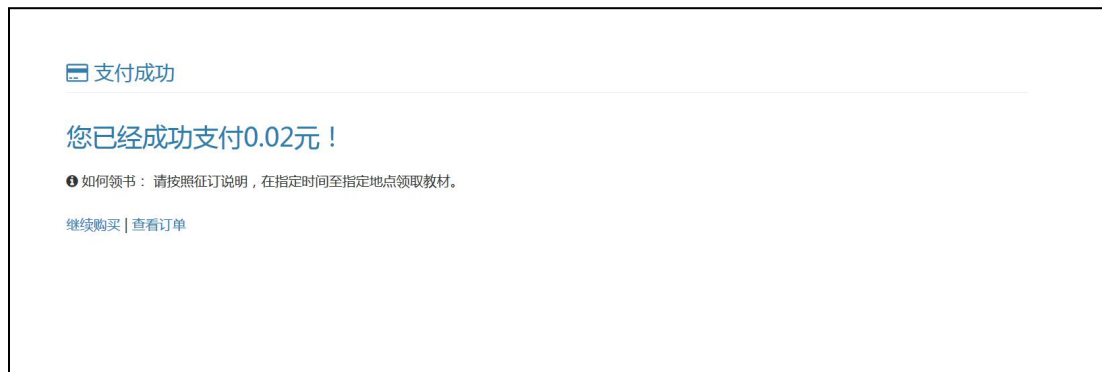 支付成功
您已经成功支付0.02元！
如何领书： 请按照征订说明，在指定时间至指定地点领取教材。
继续购买 | 查看订单